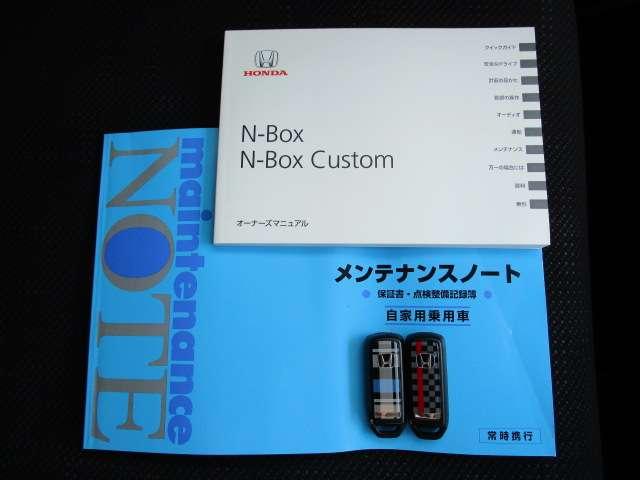 HONDA
N-Box
N-Box Custom
オーナーズマニュアル
クイックガイド
安全なドライブ
計器の見かた
各部の操作
オーディオ
運転
メンテナンス
万一の場合には
資料
索引
maintenance
NOTE
メンテナンスノート
● 保証書・点検整備記録簿 ●
自家用乗用車
常時携行